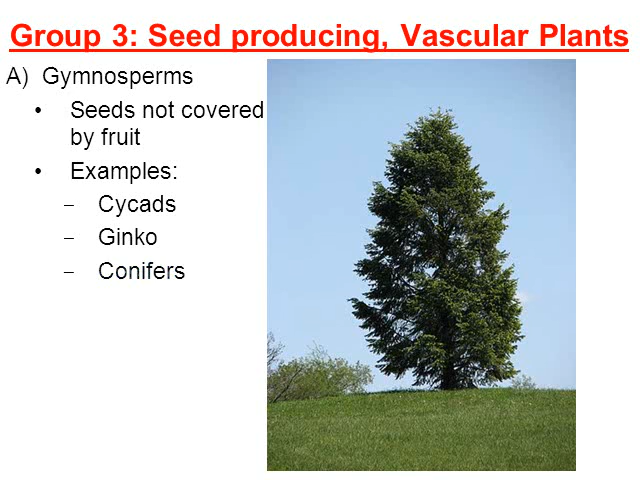 Group 3: Seed producing, Vascular Plants
A) Gymnosperms
• Seeds not covered
by fruit
• Examples:
– Cycads
– Ginko
– Conifers